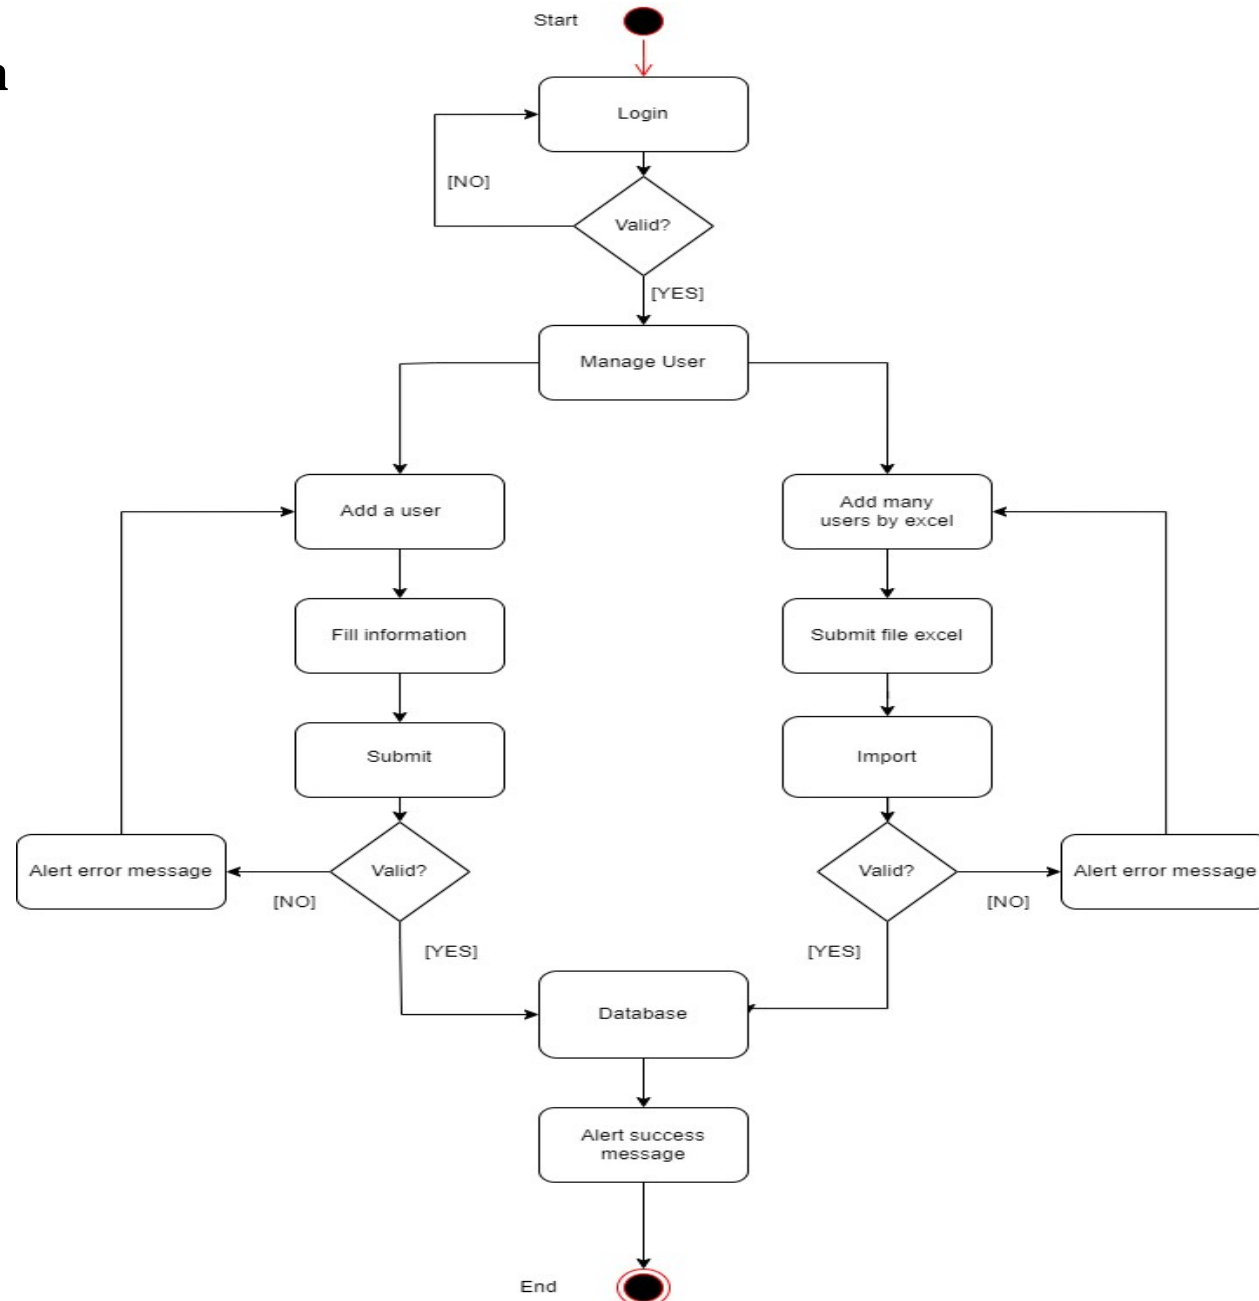 Start
n
Login
[NO]
Valid?
[YES]
Manage User
Add a user
Add many
users by excel
Fill information
Submit file excel
Submit
Import
Alert error message
Valid?
[NO]
Valid?
[NO]
Alert error message
[YES]
[YES]
Database
Alert success
message
End